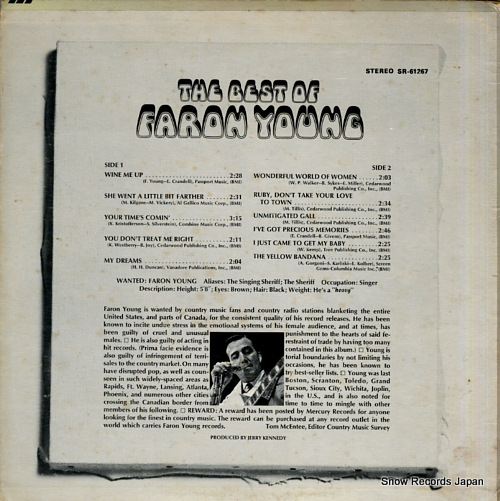 STEREO SR-61267
THE BEST OF
FARON YOUNG
SIDE 1
WINE ME UP 2:28
(F. Young—E. Crandell), Passport Music, (BMI)
SHE WENT A LITTLE BIT FARTHER 2:31
(M. Kilgore—M. Vickery), Al Gallico Music Corp., (BMI)
YOUR TIME'S COMIN' 3:15
(K. Kristofferson—S. Silverstein), Combine Music Corp., (BMI)
YOU DON'T TREAT ME RIGHT 2:11
(K. Westberry—B. Joy), Cedarwood Publishing Co., Inc., (BMI)
MY DREAMS 2:04
(H. H. Duncan), Vanadore Publications, Inc., (BMI)
SIDE 2
WONDERFUL WORLD OF WOMEN 2:03
(W. P. Walker—B. Sykes—E. Miller), Cedarwood
Publishing Co., Inc., (BMI)
RUBY, DON'T TAKE YOUR LOVE
TO TOWN 2:34
(M. Tillis), Cedarwood Publishing Co., Inc., (BMI)
UNMITIGATED GALL 2:39
(M. Tillis), Cedarwood Publishing Co., Inc., (BMI)
I'VE GOT PRECIOUS MEMORIES 2:46
(E. Crandell—B. Givens), Passport Music, (BMI)
I JUST CAME TO GET MY BABY 2:25
(W. Kemp), Tree Publishing Co., Inc., (BMI)
THE YELLOW BANDANA 2:25
(A. Gorgoni—S. Karliski—E. Kolber), Screen
Gems-Columbia Music Inc., (BMI)
WANTED: FARON YOUNG Aliases: The Singing Sheriff; The Sheriff Occupation: Singer
Description: Height: 5'8"; Eyes: Brown; Hair: Black; Weight: He's a "heavy"
Faron Young is wanted by country music fans and country radio stations blanketing the entire
United States, and parts of Canada, for the consistent quality of his record releases. He has been
known to incite undue stress in the emotional systems of his female audience, and at times, has
been guilty of cruel and unusual punishment to the hearts of said fe-
males. □ He is also guilty of acting in restraint of trade by having too many
hit records. (Prima facie evidence is contained in this album.) □ Young is
also guilty of infringement of terri- torial boundaries by not limiting his
sales to the country market. On many occasions, he has been known to
have disrupted pop, as well as coun- try best-seller lists. □ Young was last
seen in such widely-spaced areas as Boston, Scranton, Toledo, Grand
Rapids, Ft. Wayne, Lansing, Atlanta, Tucson, Sioux City, Wichita, Joplin,
Phoenix, and numerous other cities in the U.S., and is also noted for
crossing the Canadian border from time to time to mingle with other
members of his following. □ REWARD: A reward has been posted by Mercury Records for anyone
looking for the finest in country music. The reward can be purchased at any record outlet in the
world which carries Faron Young records. Tom McEntee, Editor Country Music Survey
PRODUCED BY JERRY KENNEDY
Snow Records Japan